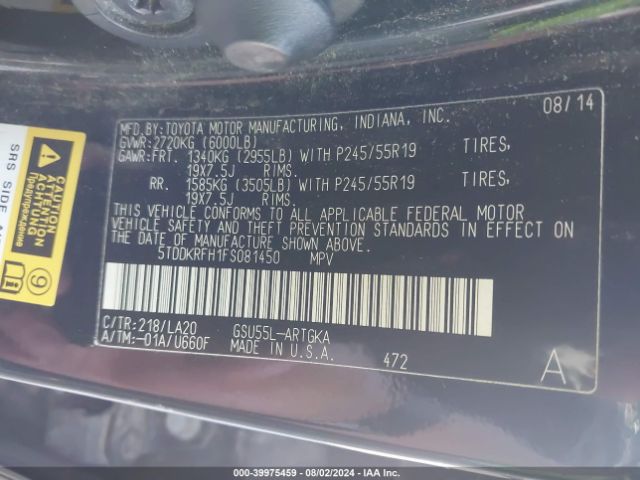 08/14
MFD.BY:TOYOTA MOTOR MANUFACTURING, INDIANA, INC.
GVWR:2720KG (6000LB)
GAWR:FRT. 1340KG (2955LB) WITH P245/55R19 TIRES,
19X7.5J RIMS.
RR. 1585KG (3505LB) WITH P245/55R19 TIRES,
19X7.5J RIMS.
THIS VEHICLE CONFORMS TO ALL APPLICABLE FEDERAL MOTOR
VEHICLE SAFETY AND THEFT PREVENTION STANDARDS IN EFFECT ON
THE DATE OF MANUFACTURE SHOWN ABOVE.
5TDDKRFH1FS081450 MPV
C/TR:218/LA20 GSU55L-ARTGKA
A/TM:-01A/U660F MADE IN U.S.A. 472 A
SRS SIDE
ACHTUNG
000-39975459 - 08/02/2024 - IAA Inc.